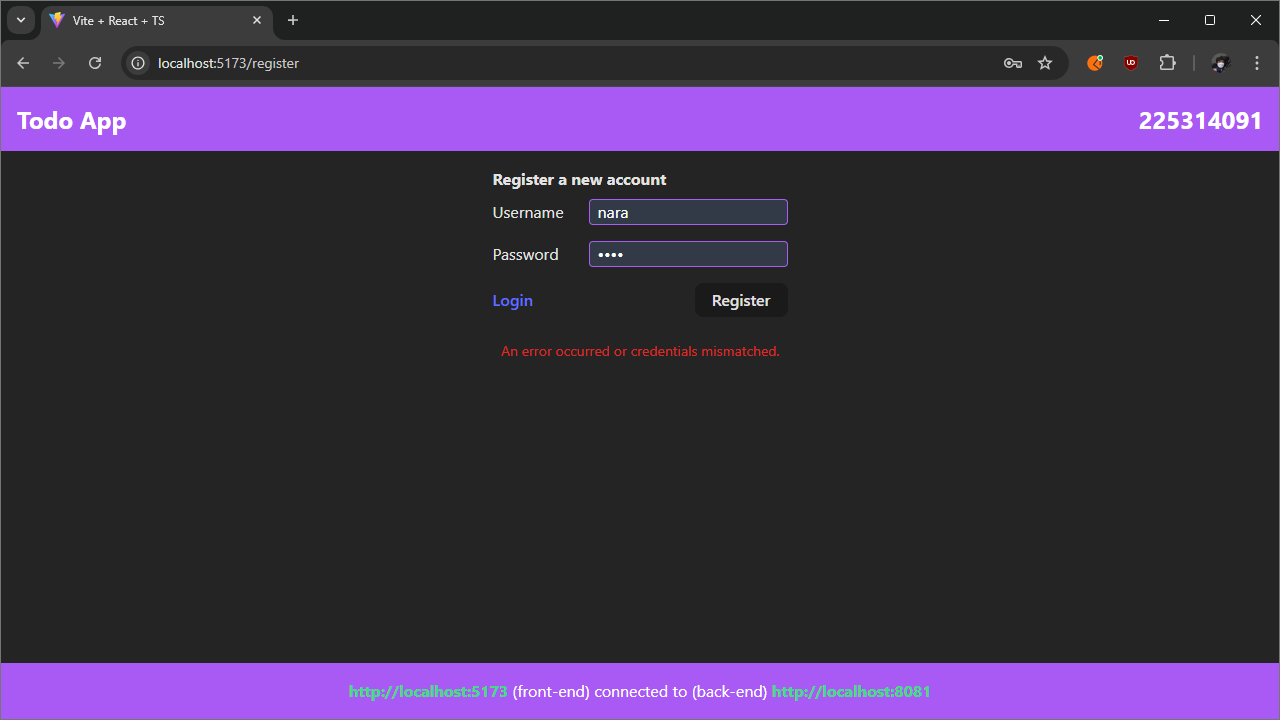 Vite + React + TS
localhost:5173/register
Todo App
225314091
Register a new account
Username nara
Password ••••
Login Register
An error occurred or credentials mismatched.
http://localhost:5173 (front-end) connected to (back-end) http://localhost:8081